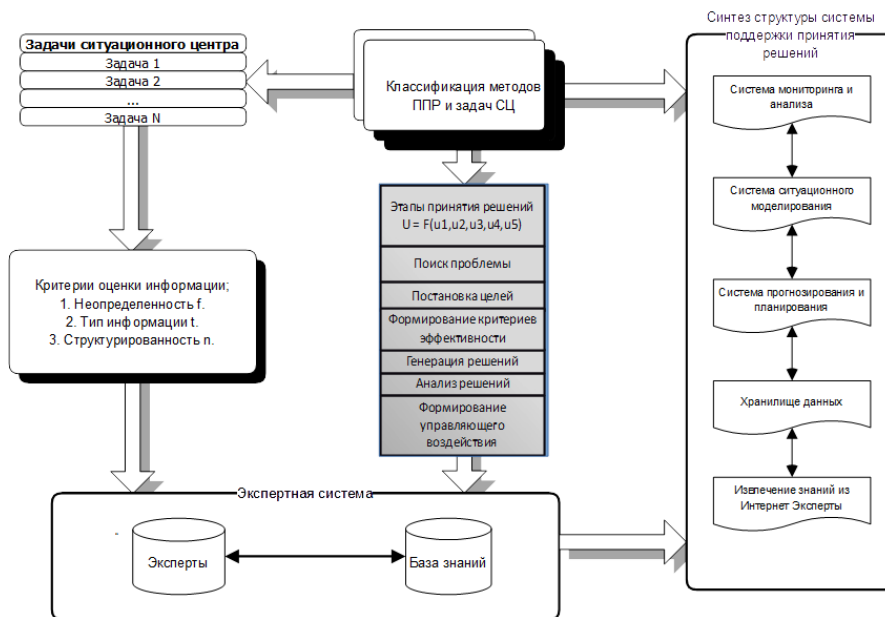 Задачи ситуационного центра
Задача 1
Задача 2
...
Задача N
Классификация методов
ППР и задач СЦ
Синтез структуры системы
поддержки принятия
решений
Система мониторинга и
анализа
Система ситуационного
моделирования
Система прогнозирования и
планирования
Хранилище данных
Извлечение знаний из
Интернет Эксперты
Этапы принятия решений
U = F(u1,u2,u3,u4,u5)
Поиск проблемы
Постановка целей
Формирование критериев
эффективности
Генерация решений
Анализ решений
Формирование
управляющего
воздействия
Критерии оценки информации;
1. Неопределенность f.
2. Тип информации t.
3. Структурированность n.
Экспертная система
-
Эксперты
База знаний